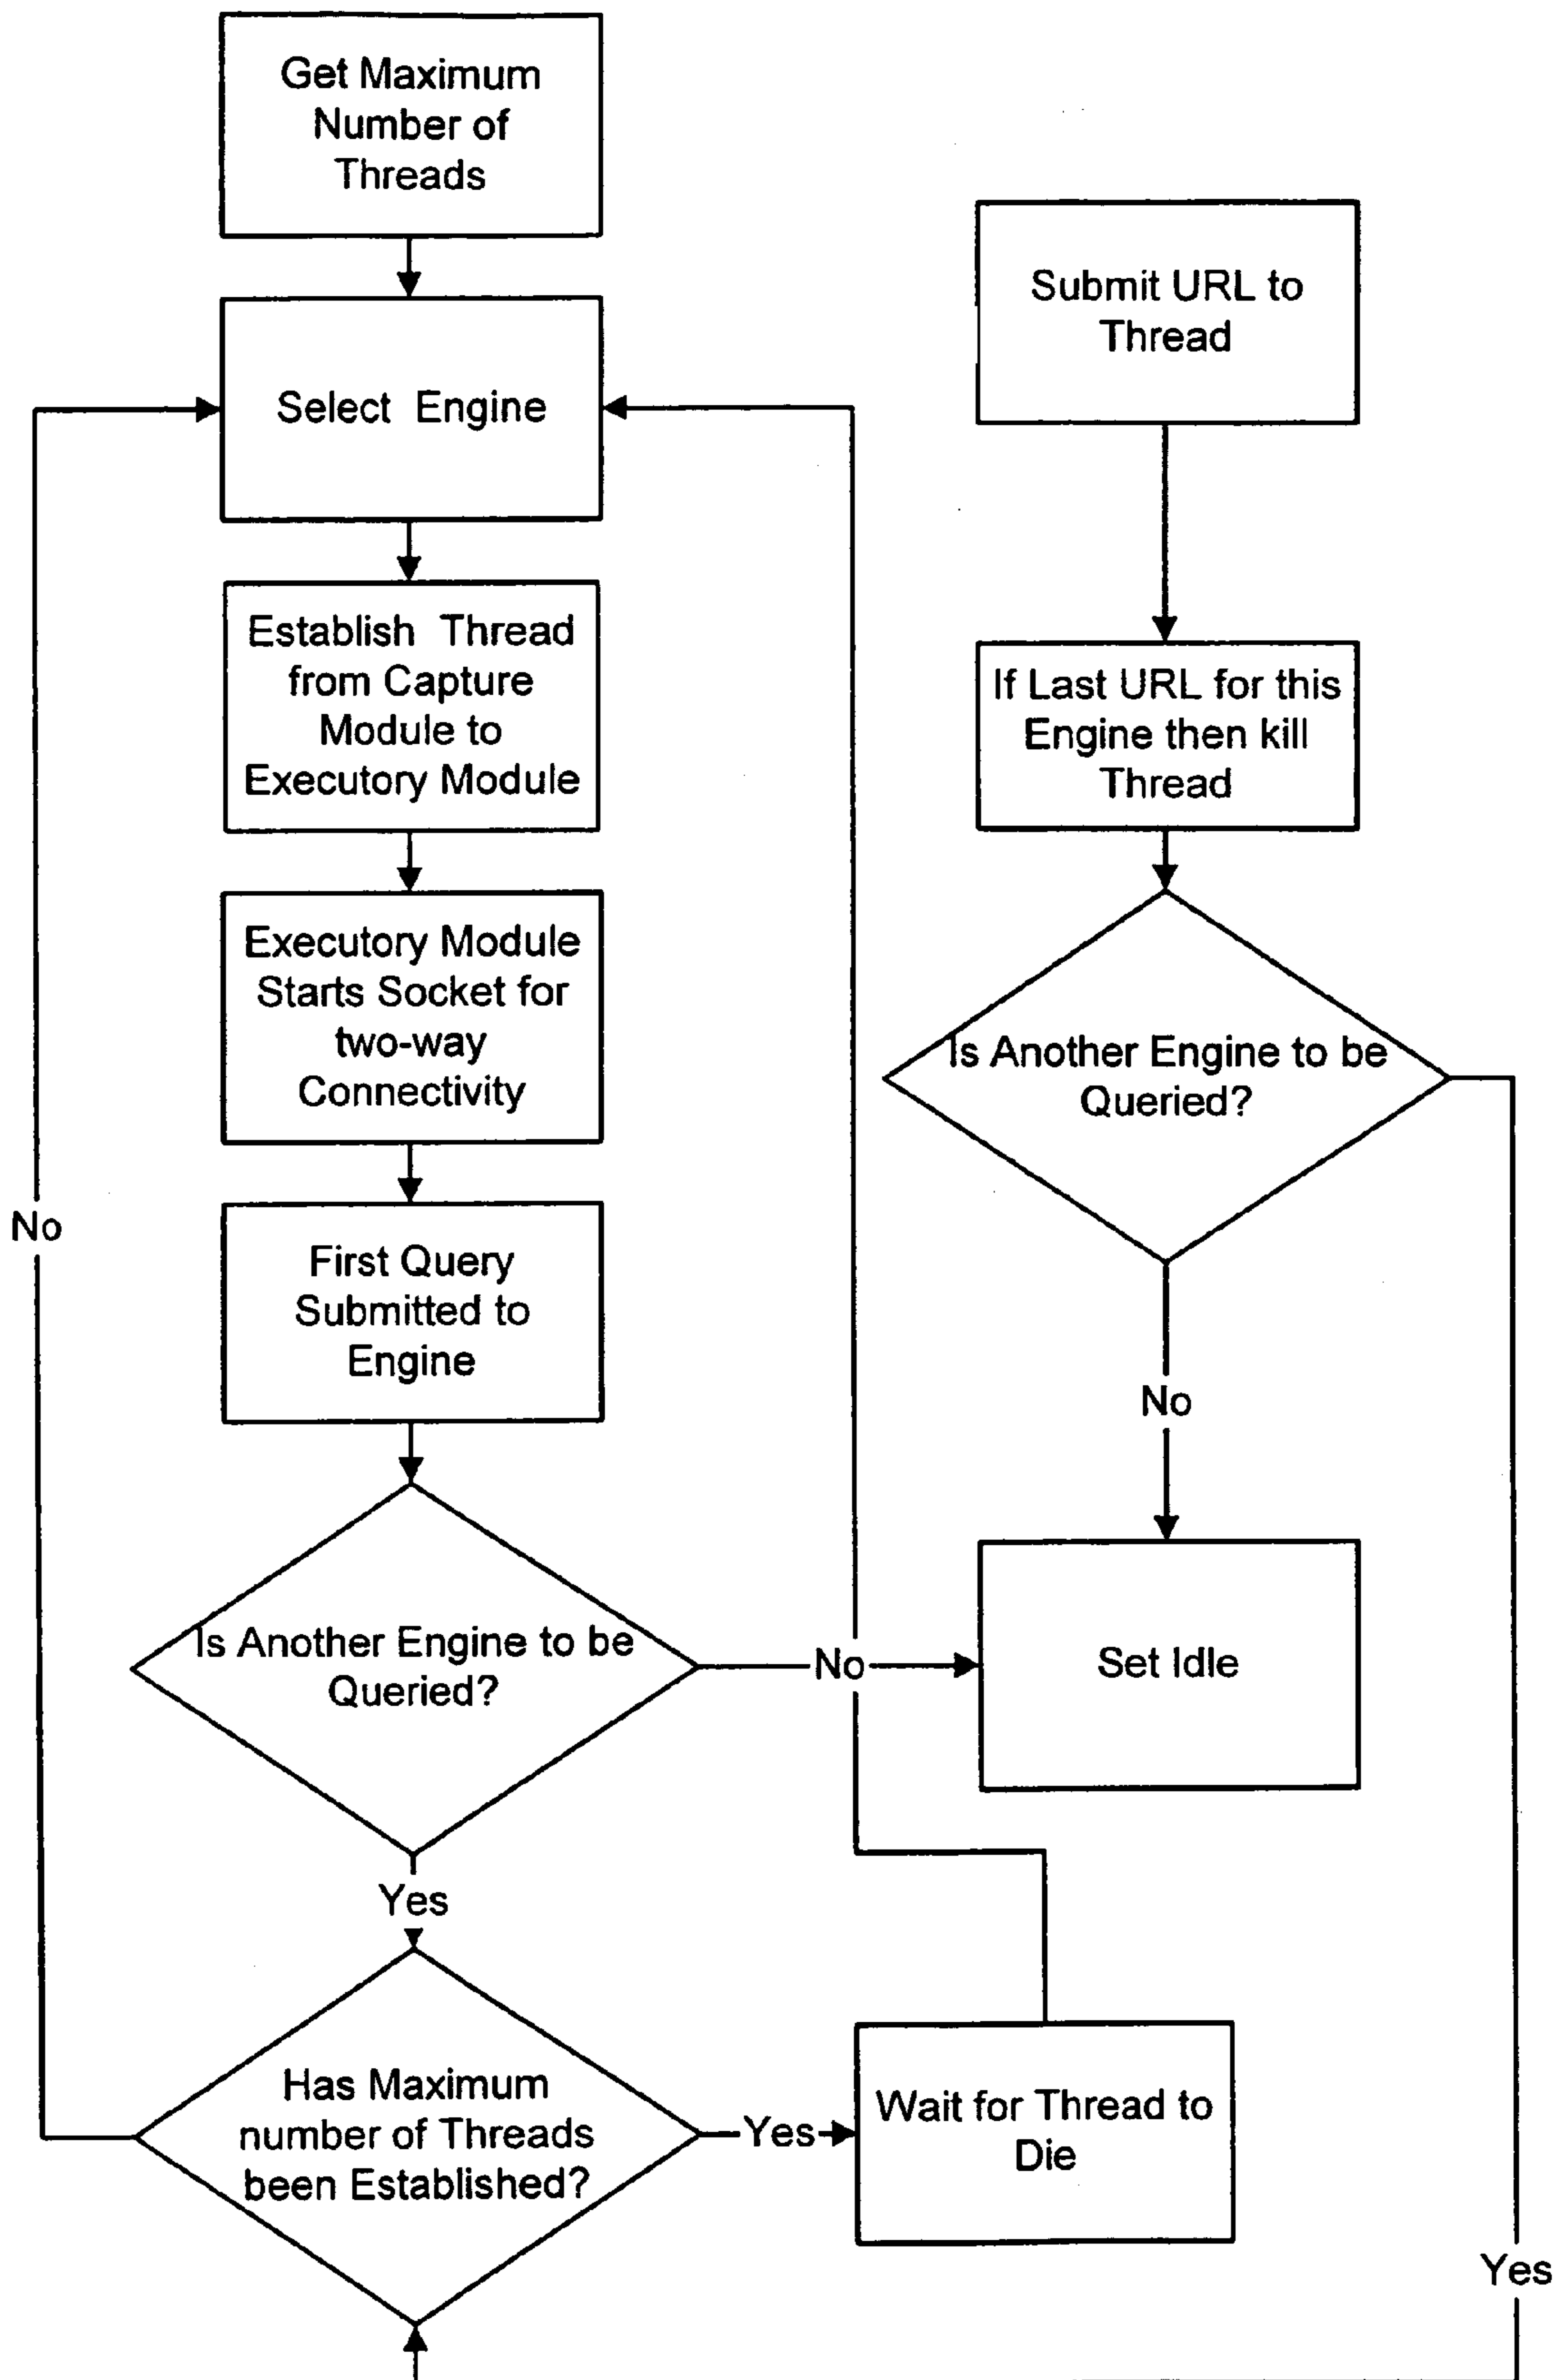 Get Maximum
Number of
Threads
Select Engine
Establish Thread
from Capture
Module to
Executory Module
Executory Module
Starts Socket for
two-way
Connectivity
First Query
Submitted to
Engine
Is Another Engine to be
Queried?
No
Yes
Has Maximum
number of Threads
been Established?
No
Yes
Wait for Thread to
Die
Submit URL to
Thread
If Last URL for this
Engine then kill
Thread
Is Another Engine to be
Queried?
No
Set Idle
Yes